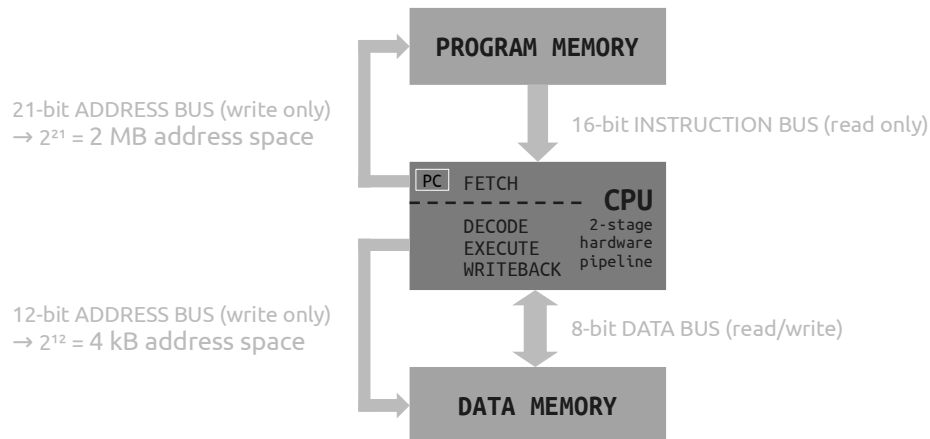 PROGRAM MEMORY
21-bit ADDRESS BUS (write only)
→ 2²¹ = 2 MB address space
16-bit INSTRUCTION BUS (read only)
PC
FETCH
CPU
DECODE
EXECUTE
WRITEBACK
2-stage
hardware
pipeline
12-bit ADDRESS BUS (write only)
→ 2¹² = 4 kB address space
8-bit DATA BUS (read/write)
DATA MEMORY